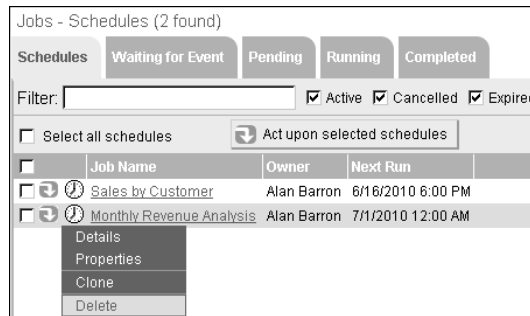 Jobs - Schedules (2 found)
Schedules Waiting for Event Pending Running Completed
Filter: Active Cancelled
Select all schedules Act upon selected schedules
Job Name Owner Next Run
Sales by Customer Alan Barron 6/16/2010 6:00 PM
Monthly Revenue Analysis Alan Barron 7/1/2010 12:00 AM
Details
Properties
Clone
Delete